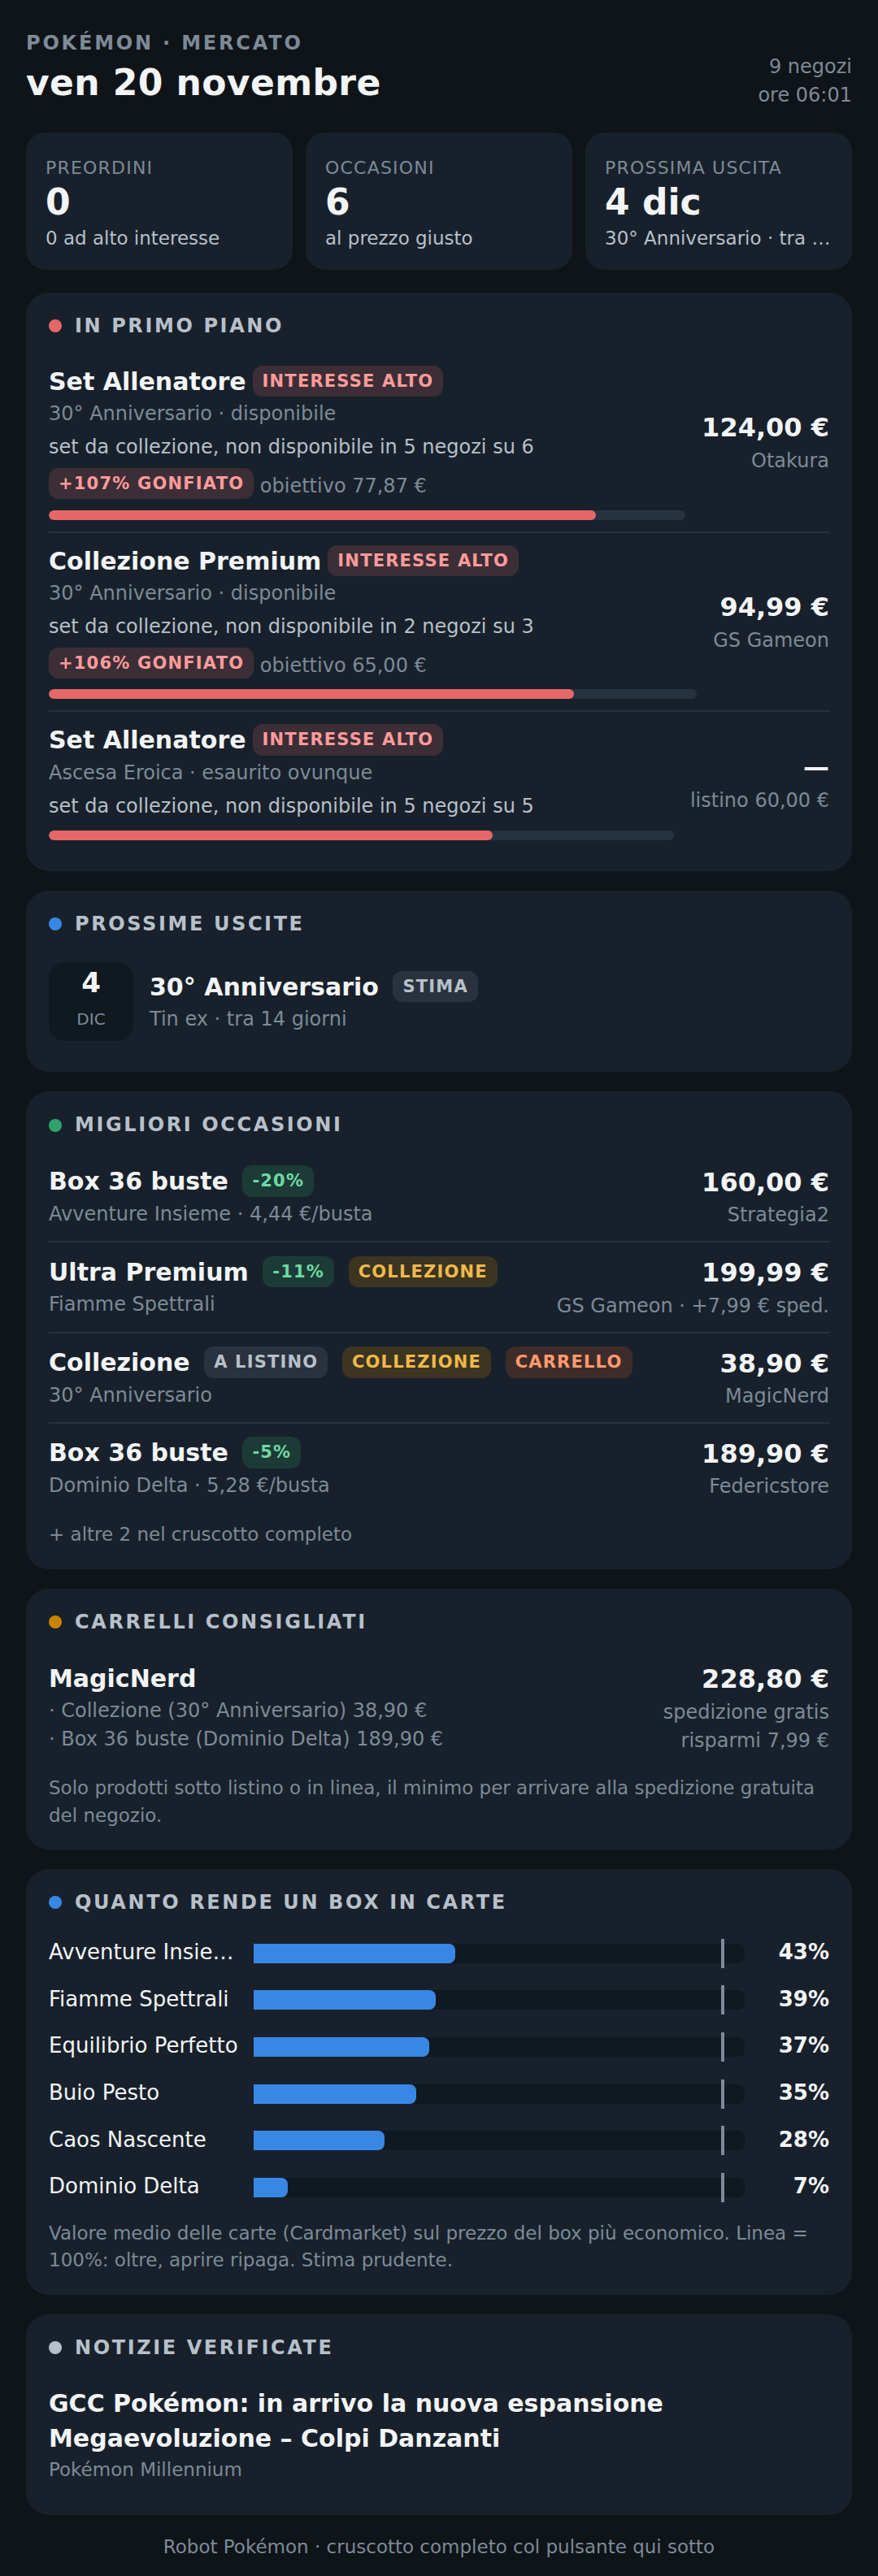 POKÉMON · MERCATO
ven 20 novembre
9 negozi
ore 06:01
PREORDINI
0
0 ad alto interesse
OCCASIONI
6
al prezzo giusto
PROSSIMA USCITA
4 dic
30° Anniversario · tra …
IN PRIMO PIANO
Set Allenatore INTERESSE ALTO
30° Anniversario · disponibile
set da collezione, non disponibile in 5 negozi su 6
+107% GONFIATO obiettivo 77,87 €
124,00 €
Otakura
Collezione Premium INTERESSE ALTO
30° Anniversario · disponibile
set da collezione, non disponibile in 2 negozi su 3
+106% GONFIATO obiettivo 65,00 €
94,99 €
GS Gameon
Set Allenatore INTERESSE ALTO
Ascesa Eroica · esaurito ovunque
set da collezione, non disponibile in 5 negozi su 5
—
listino 60,00 €
PROSSIME USCITE
4
DIC
30° Anniversario STIMA
Tin ex · tra 14 giorni
MIGLIORI OCCASIONI
Box 36 buste -20%
Avventure Insieme · 4,44 €/busta
160,00 €
Strategia2
Ultra Premium -11% COLLEZIONE
Fiamme Spettrali
199,99 €
GS Gameon · +7,99 € sped.
Collezione A LISTINO COLLEZIONE CARRELLO
30° Anniversario
38,90 €
MagicNerd
Box 36 buste -5%
Dominio Delta · 5,28 €/busta
189,90 €
Federicstore
+ altre 2 nel cruscotto completo
CARRELLI CONSIGLIATI
MagicNerd
· Collezione (30° Anniversario) 38,90 €
· Box 36 buste (Dominio Delta) 189,90 €
228,80 €
spedizione gratis
risparmi 7,99 €
Solo prodotti sotto listino o in linea, il minimo per arrivare alla spedizione gratuita
del negozio.
QUANTO RENDE UN BOX IN CARTE
Avventure Insie… 43%
Fiamme Spettrali 39%
Equilibrio Perfetto 37%
Buio Pesto 35%
Caos Nascente 28%
Dominio Delta 7%
Valore medio delle carte (Cardmarket) sul prezzo del box più economico. Linea =
100%: oltre, aprire ripaga. Stima prudente.
NOTIZIE VERIFICATE
GCC Pokémon: in arrivo la nuova espansione
Megaevoluzione – Colpi Danzanti
Pokémon Millennium
Robot Pokémon · cruscotto completo col pulsante qui sotto